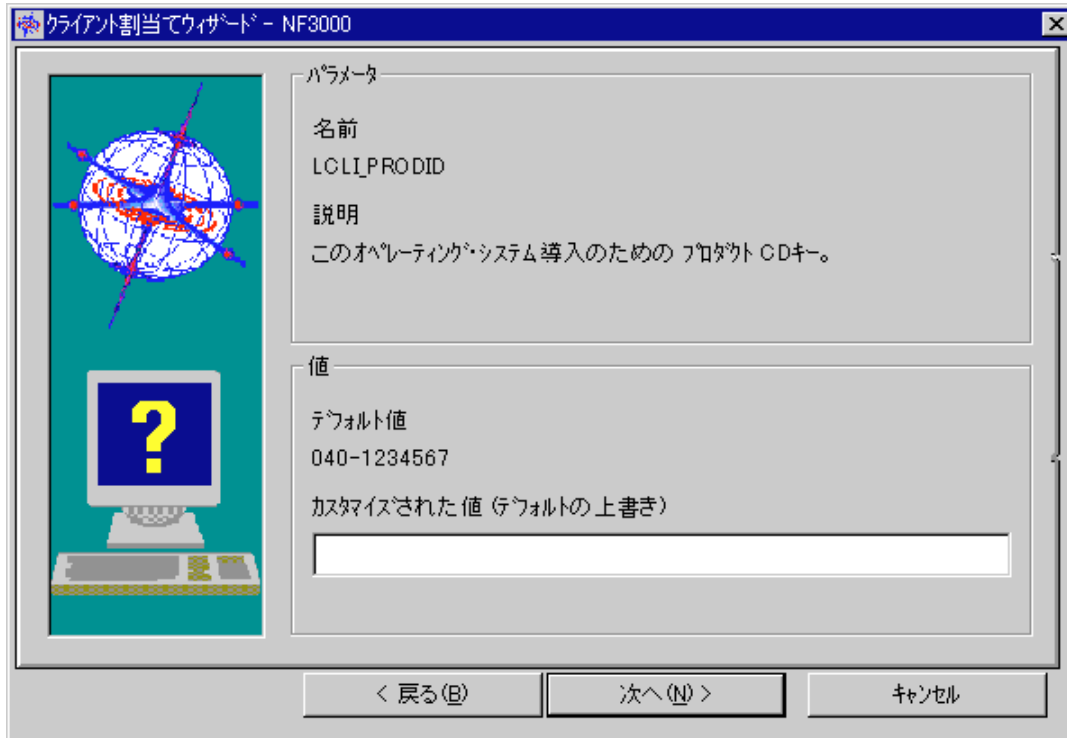 ｸﾗｲｱﾝﾄ割当てｳｨｻﾞｰﾄﾞ - NF3000
ﾊﾟﾗﾒｰﾀ
名前
LCLI_PRODID
説明
このｵﾍﾟﾚｰﾃｨﾝｸﾞ･ｼｽﾃﾑ導入のための ﾌﾟﾛﾀﾞｸﾄ CDｷｰ。
値
ﾃﾞﾌｫﾙﾄ値
040-1234567
ｶｽﾀﾏｲｽﾞされた値 (ﾃﾞﾌｫﾙﾄの上書き)
?
< 戻る(B)
次へ(N) >
ｷｬﾝｾﾙ